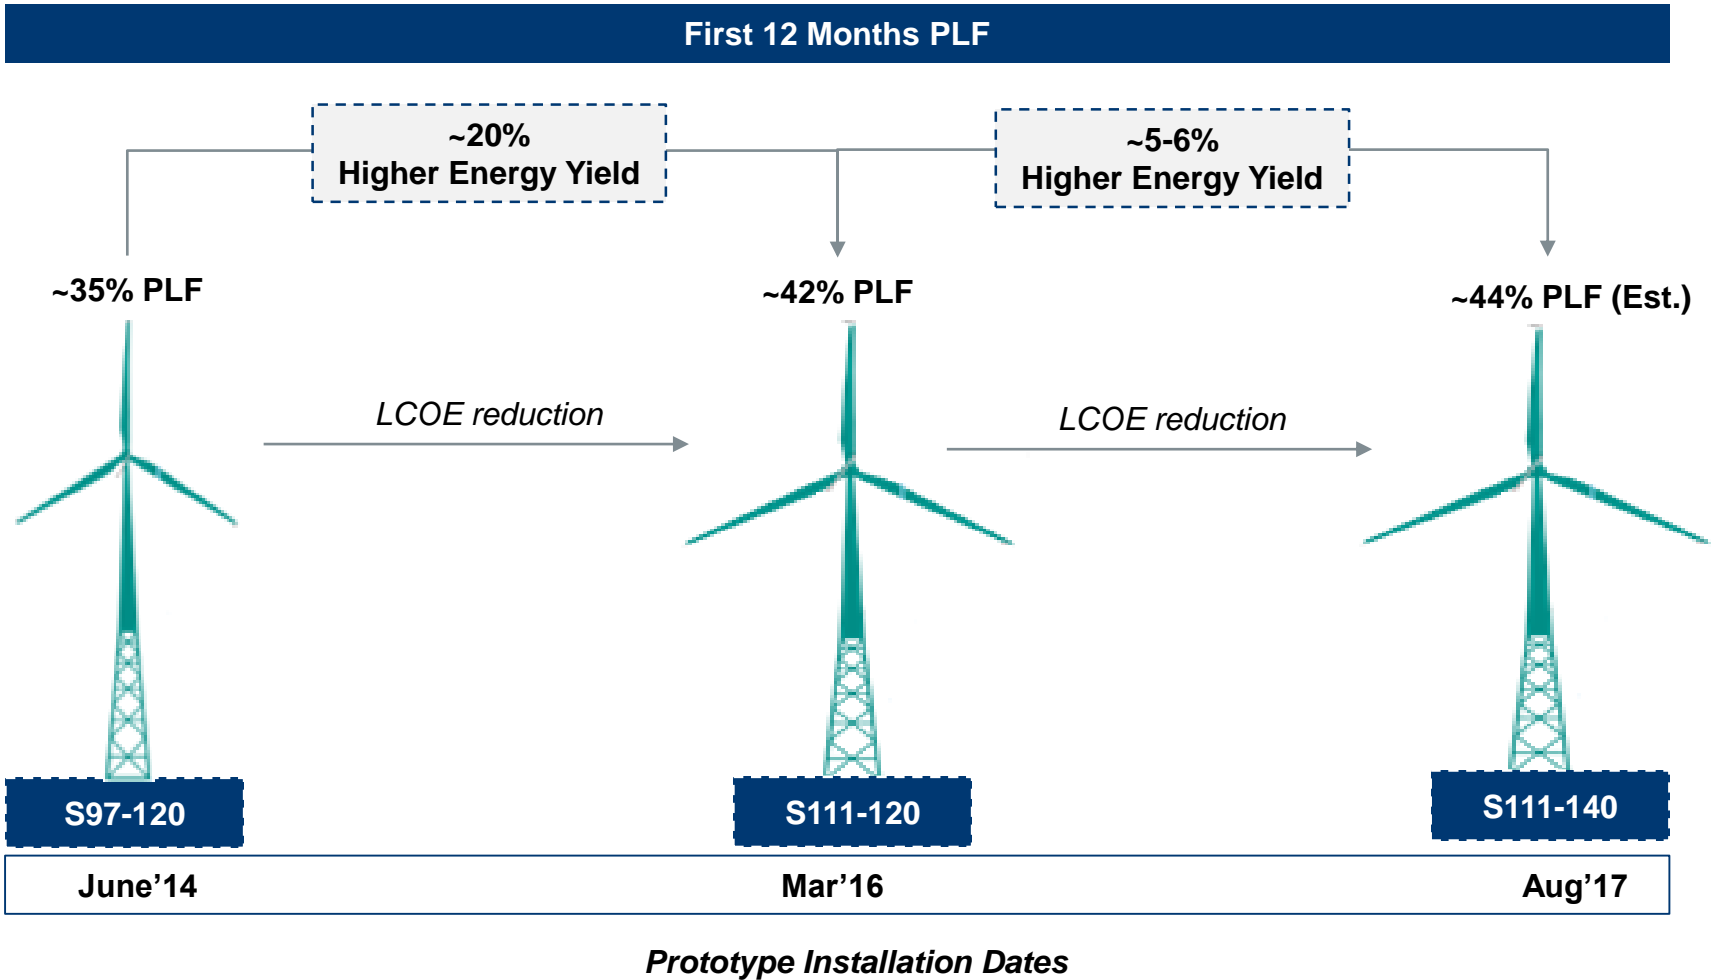 First 12 Months PLF
~20%
Higher Energy Yield
~5-6%
Higher Energy Yield
~35% PLF
~42% PLF
~44% PLF (Est.)
LCOE reduction
LCOE reduction
S97-120
S111-120
S111-140
June’14
Mar’16
Aug’17
Prototype Installation Dates